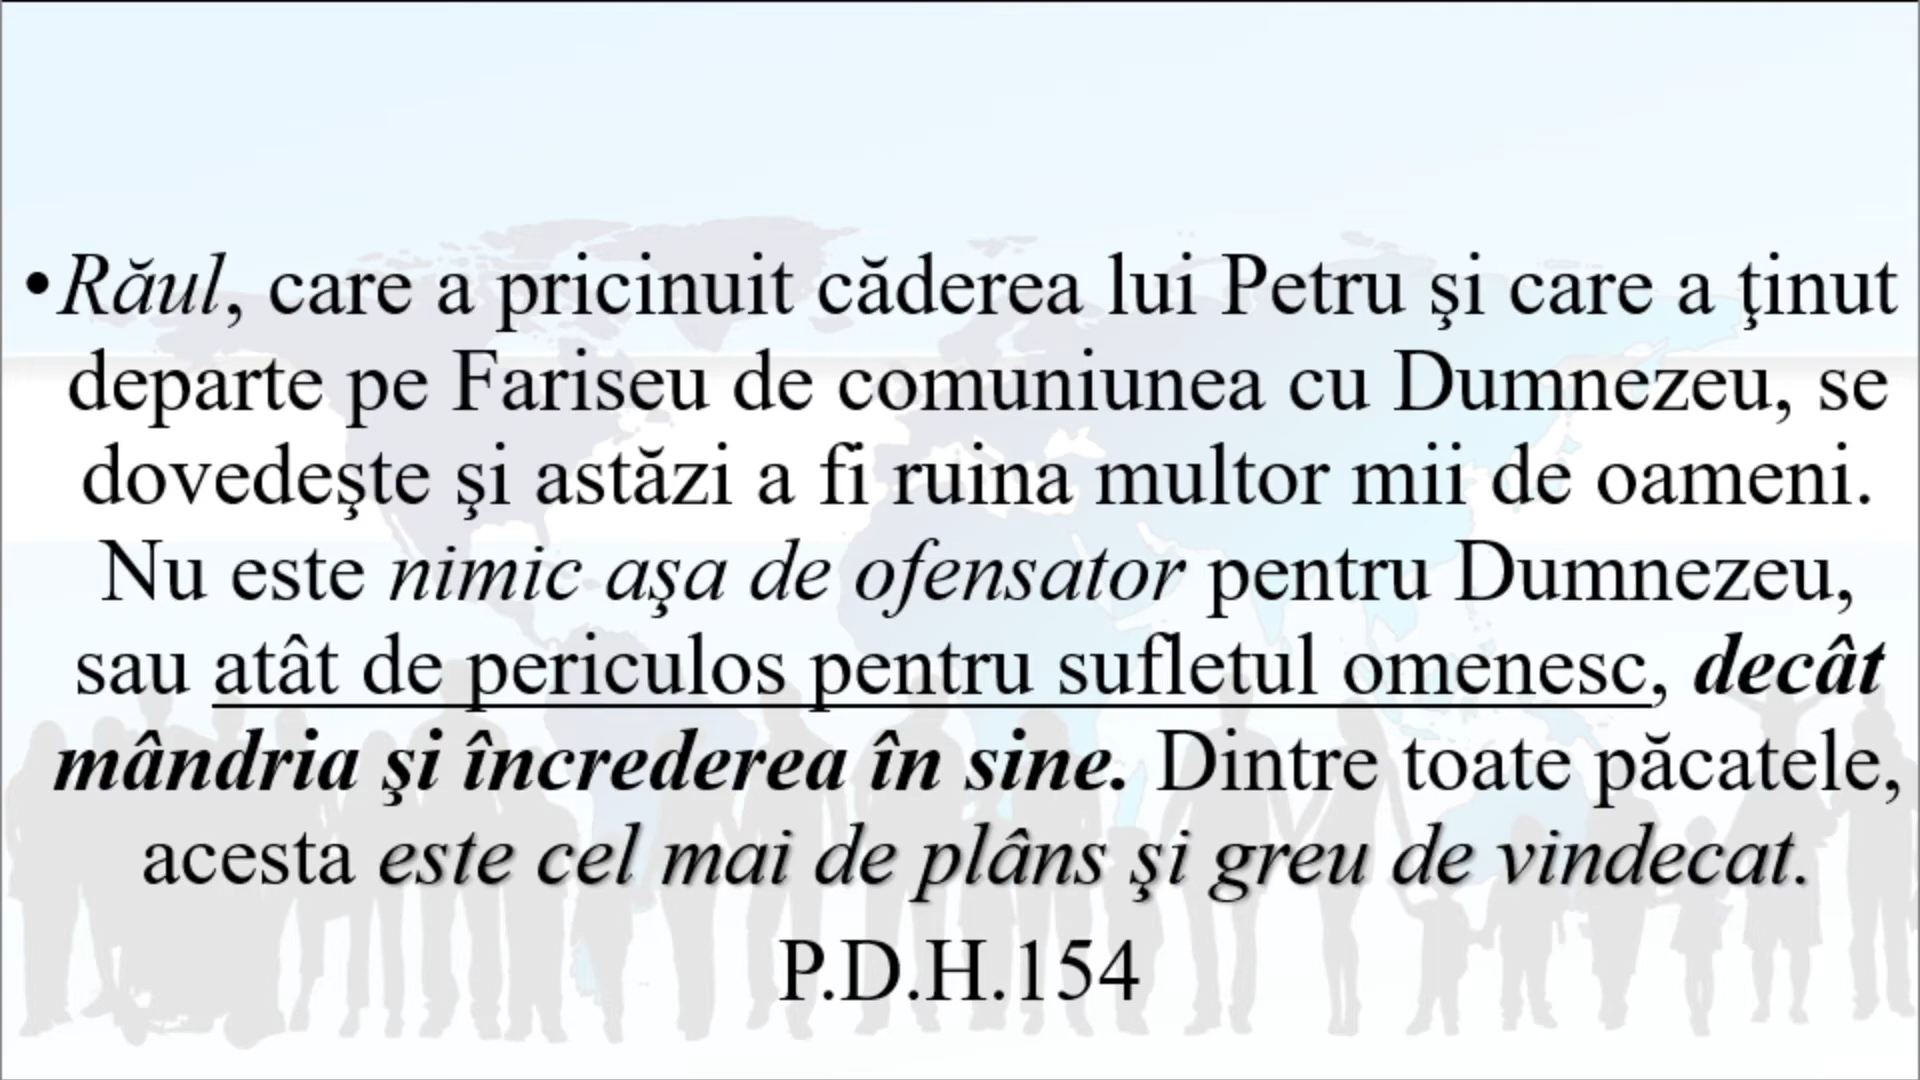 •Răul, care a pricinuit căderea lui Petru şi care a ţinut
departe pe Fariseu de comuniunea cu Dumnezeu, se
dovedeşte şi astăzi a fi ruina multor mii de oameni.
Nu este nimic aşa de ofensator pentru Dumnezeu,
sau atât de periculos pentru sufletul omenesc, decât
mândria şi încrederea în sine. Dintre toate păcatele,
acesta este cel mai de plâns şi greu de vindecat.
P.D.H.154